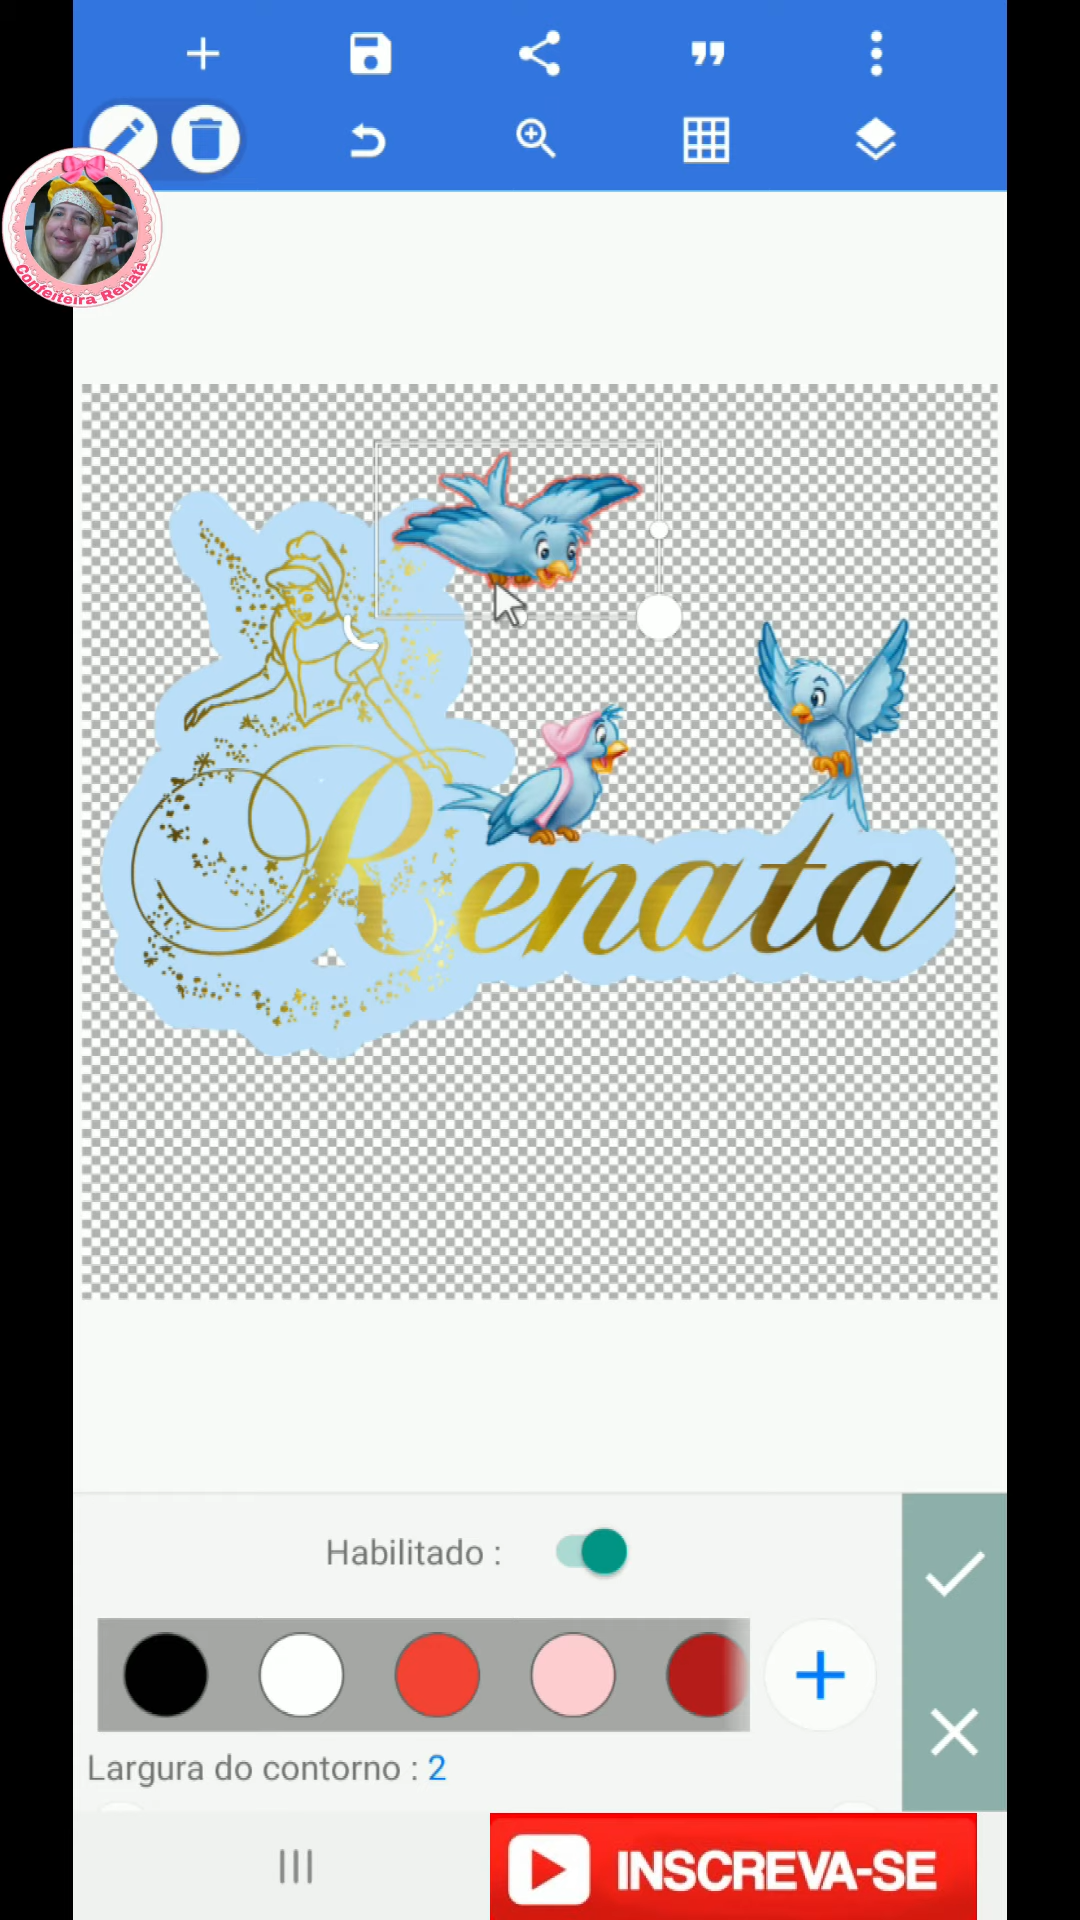 Confeiteira Renata
Renata
Habilitado :
Largura do contorno : 2
INSCREVA-SE